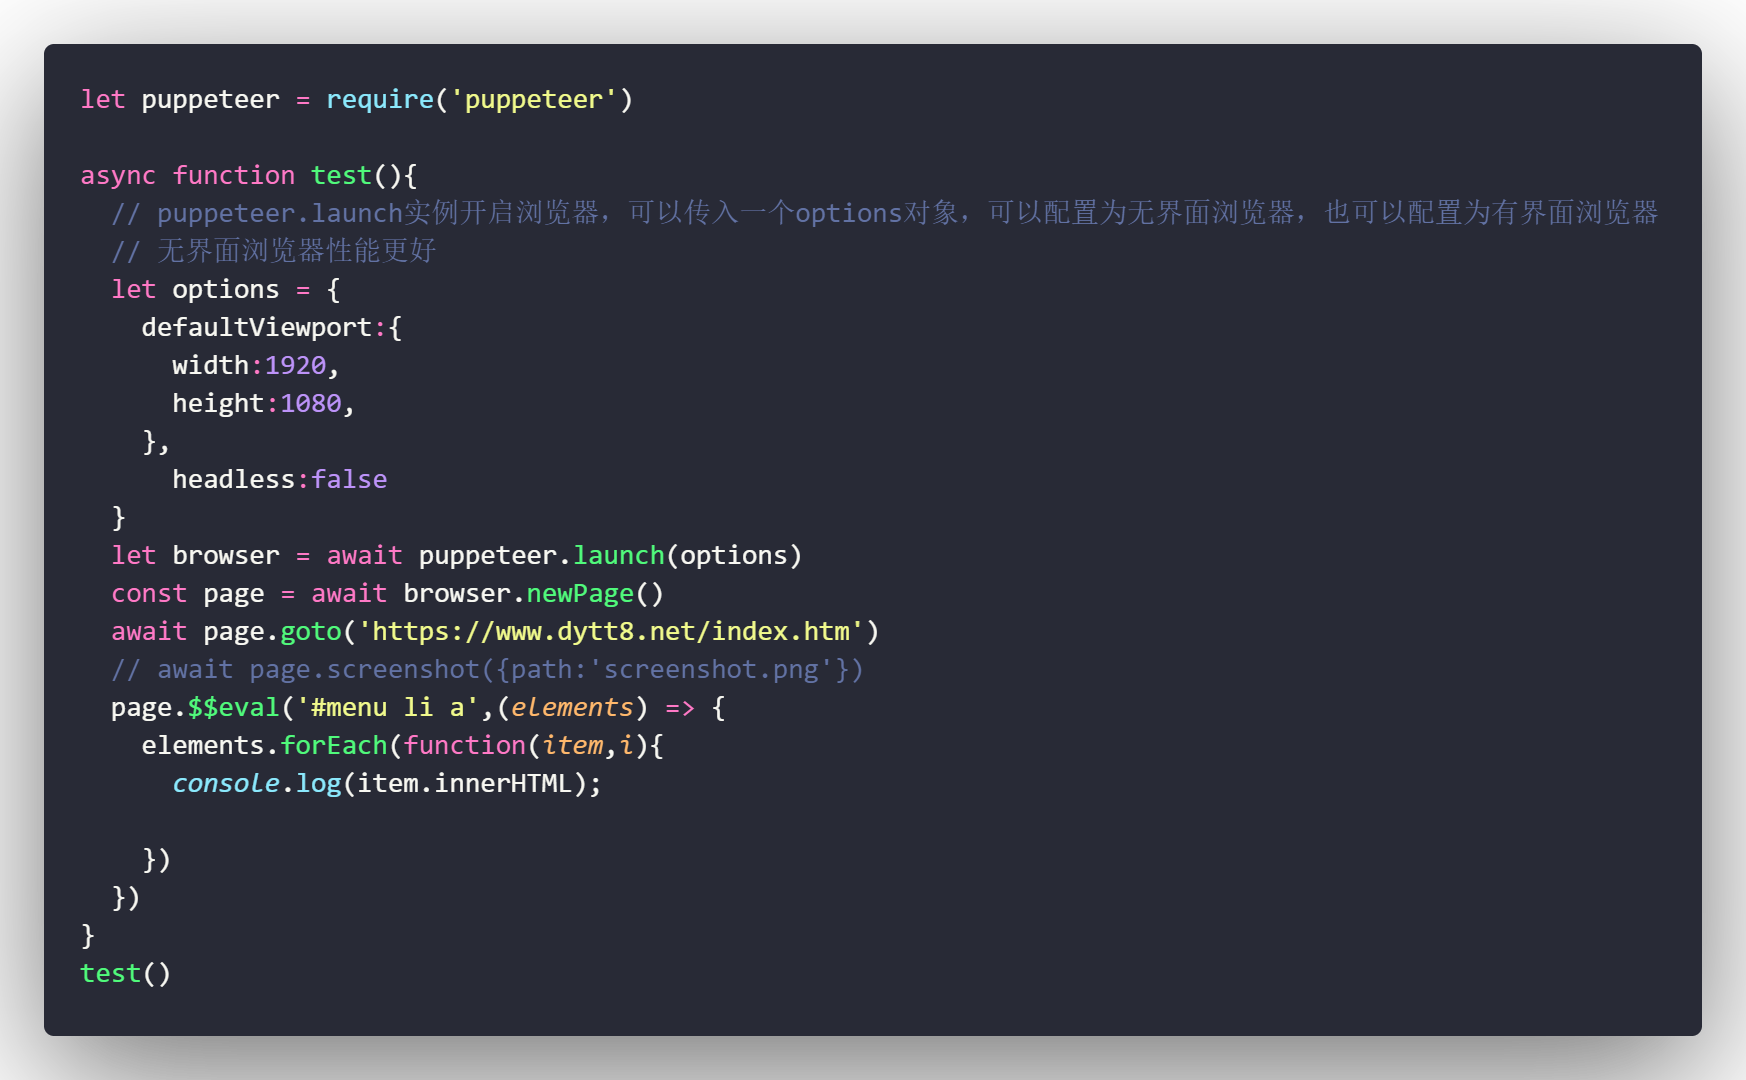 let puppeteer = require('puppeteer')

async function test(){
  // puppeteer.launch实例开启浏览器，可以传入一个options对象，可以配置为无界面浏览器，也可以配置为有界面浏览器
  // 无界面浏览器性能更好
  let options = {
    defaultViewport:{
      width:1920,
      height:1080,
    },
      headless:false
  }
  let browser = await puppeteer.launch(options)
  const page = await browser.newPage()
  await page.goto('https://www.dytt8.net/index.htm')
  // await page.screenshot({path:'screenshot.png'})
  page.$$eval('#menu li a',(elements) => {
    elements.forEach(function(item,i){
      console.log(item.innerHTML);

    })
  })
}
test()